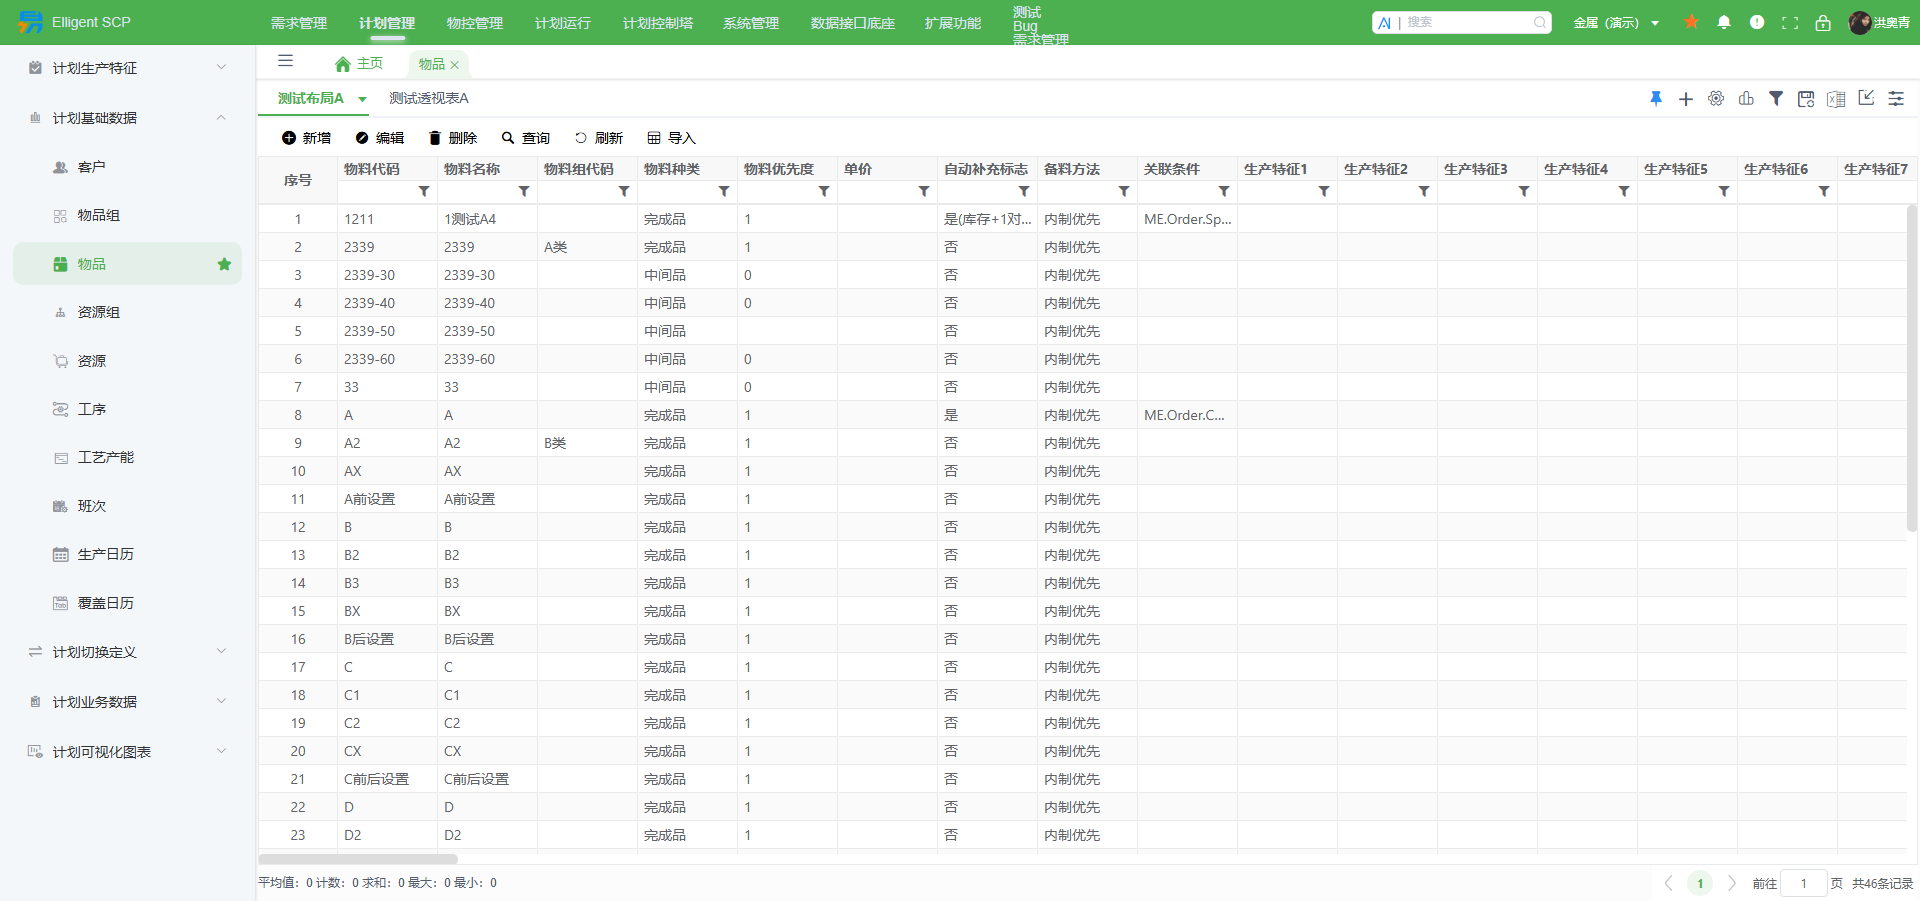 Elligent SCP
需求管理 计划管理 物控管理 计划运行 计划控制塔 系统管理 数据接口底座 扩展功能
测试
Bug
需求管理
搜索
金属（演示）
洪奥青
计划生产特征
计划基础数据
客户
物品组
物品
资源组
资源
工序
工艺产能
班次
生产日历
覆盖日历
计划切换定义
计划业务数据
计划可视化图表
主页 物品
测试布局A 测试透视表A
新增 编辑 删除 查询 刷新 导入
序号 物料代码 物料名称 物料组代码 物料种类 物料优先度 单价 自动补充标志 备料方法 关联条件 生产特征1 生产特征2 生产特征3 生产特征4 生产特征5 生产特征6 生产特征7
1 1211 1测试A4 完成品 1 是(库存+1对... 内制优先 ME.Order.Sp...
2 2339 2339 A类 完成品 1 否 内制优先
3 2339-30 2339-30 中间品 0 否 内制优先
4 2339-40 2339-40 中间品 0 否 内制优先
5 2339-50 2339-50 中间品 否 内制优先
6 2339-60 2339-60 中间品 0 否 内制优先
7 33 33 中间品 0 否 内制优先
8 A A 完成品 1 是 内制优先 ME.Order.C...
9 A2 A2 B类 完成品 1 否 内制优先
10 AX AX 完成品 1 否 内制优先
11 A前设置 A前设置 完成品 1 否 内制优先
12 B B 完成品 1 否 内制优先
13 B2 B2 完成品 1 否 内制优先
14 B3 B3 完成品 1 否 内制优先
15 BX BX 完成品 1 否 内制优先
16 B后设置 B后设置 完成品 1 否 内制优先
17 C C 完成品 1 否 内制优先
18 C1 C1 完成品 1 否 内制优先
19 C2 C2 完成品 1 否 内制优先
20 CX CX 完成品 1 否 内制优先
21 C前后设置 C前后设置 完成品 1 否 内制优先
22 D D 完成品 1 否 内制优先
23 D2 D2 完成品 1 否 内制优先
平均值: 0 计数: 0 求和: 0 最大: 0 最小: 0
1 前往 1 页 共46条记录